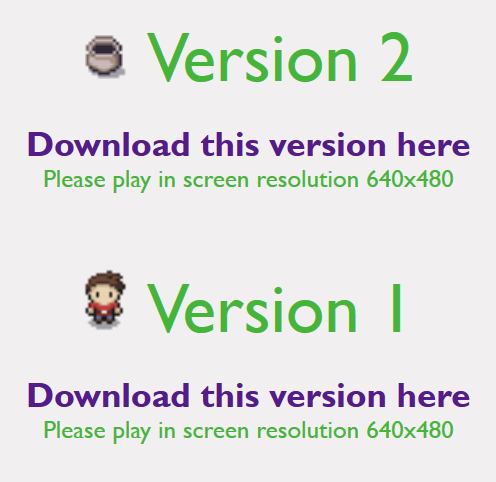 Version 2
Download this version here
Please play in screen resolution 640x480
Version 1
Download this version here
Please play in screen resolution 640x480